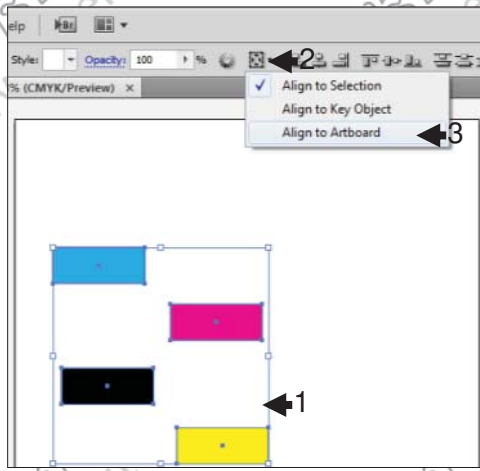 elp Br
Style: Opacity: 100 %
2
% (CMYK/Preview) ×
Align to Selection
Align to Key Object
Align to Artboard
3
1